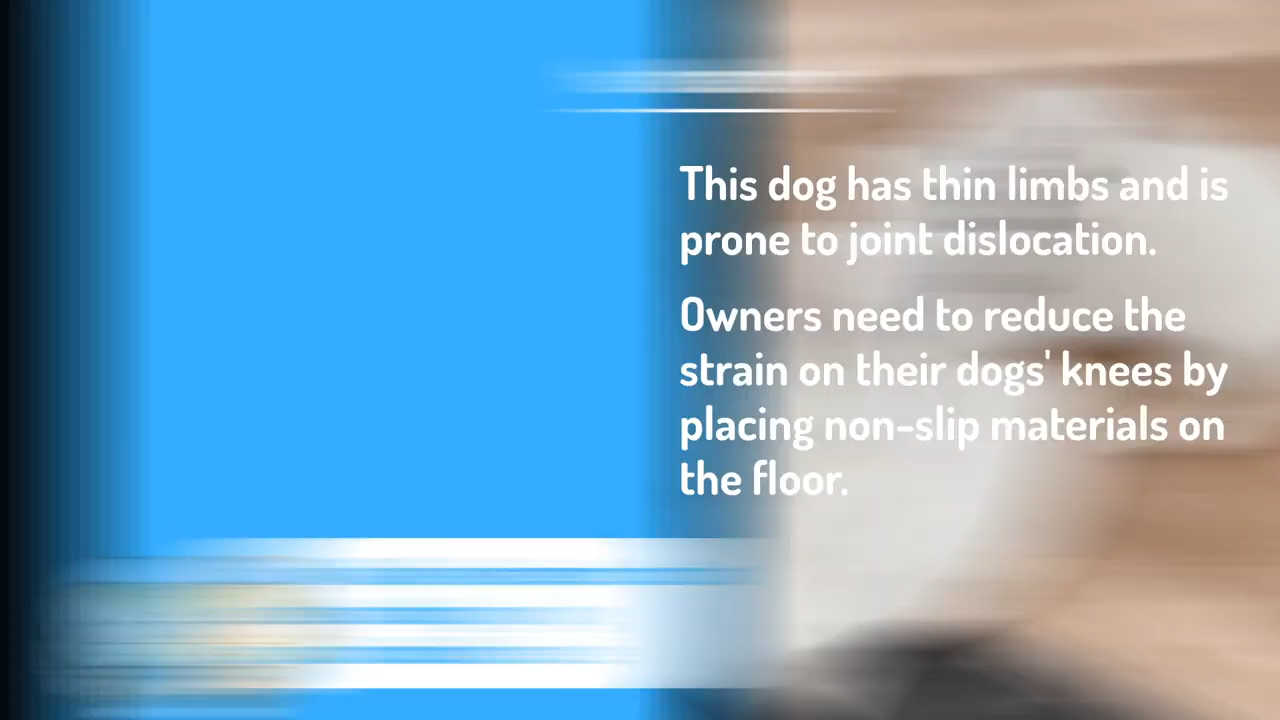 This dog has thin limbs and is
prone to joint dislocation.
Owners need to reduce the
strain on their dogs' knees by
placing non-slip materials on
the floor.